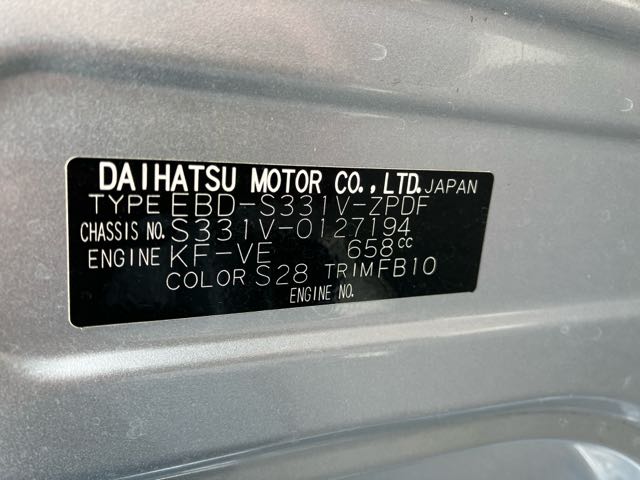 DAIHATSU MOTOR CO.,LTD. JAPAN
TYPE EBD-S331V-ZPDF
CHASSIS NO. S331V-0127194
ENGINE KF-VE 658cc
COLOR S28 TRIM FB10
ENGINE NO.